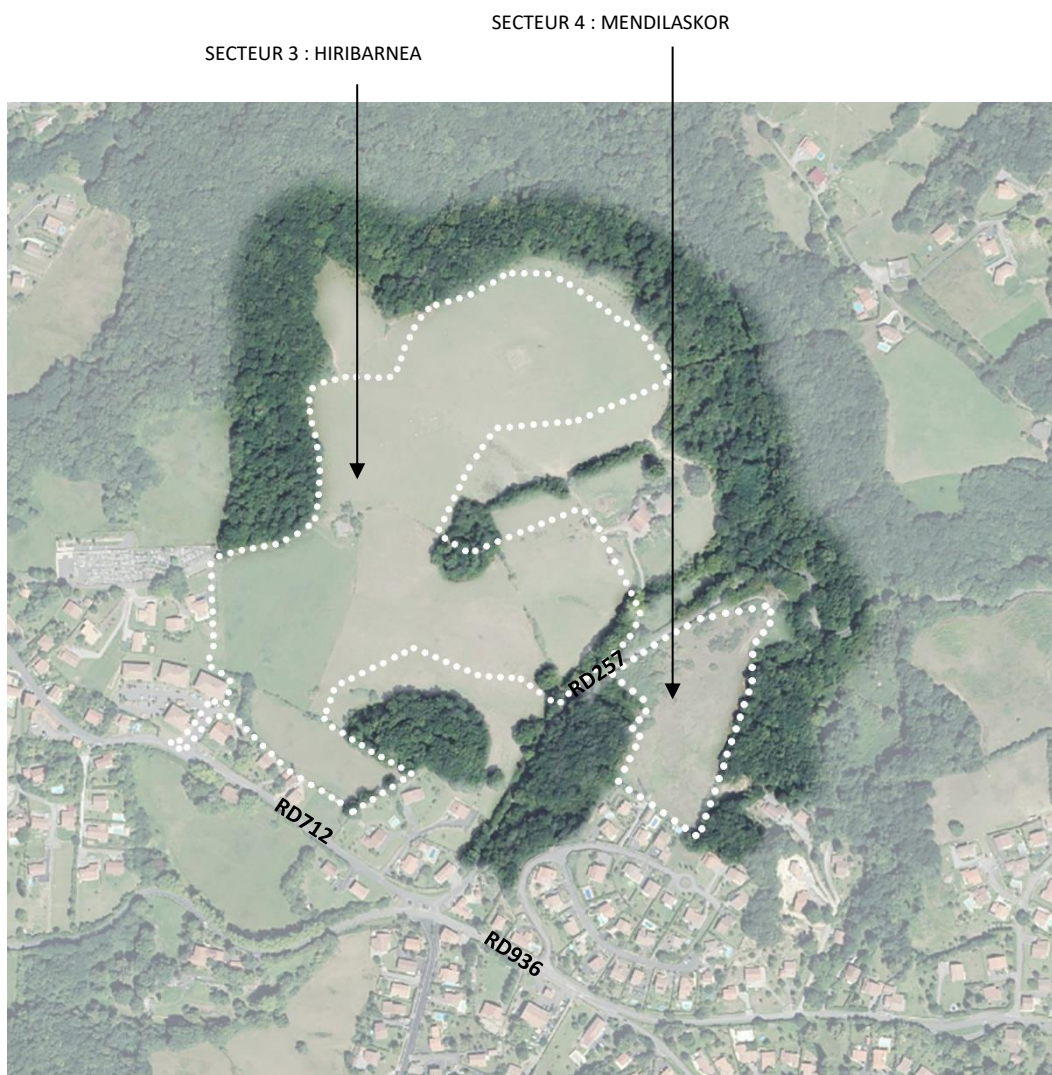 SECTEUR 4 : MENDILASKOR
SECTEUR 3 : HIRIBARNEA
RD257
RD712
RD936